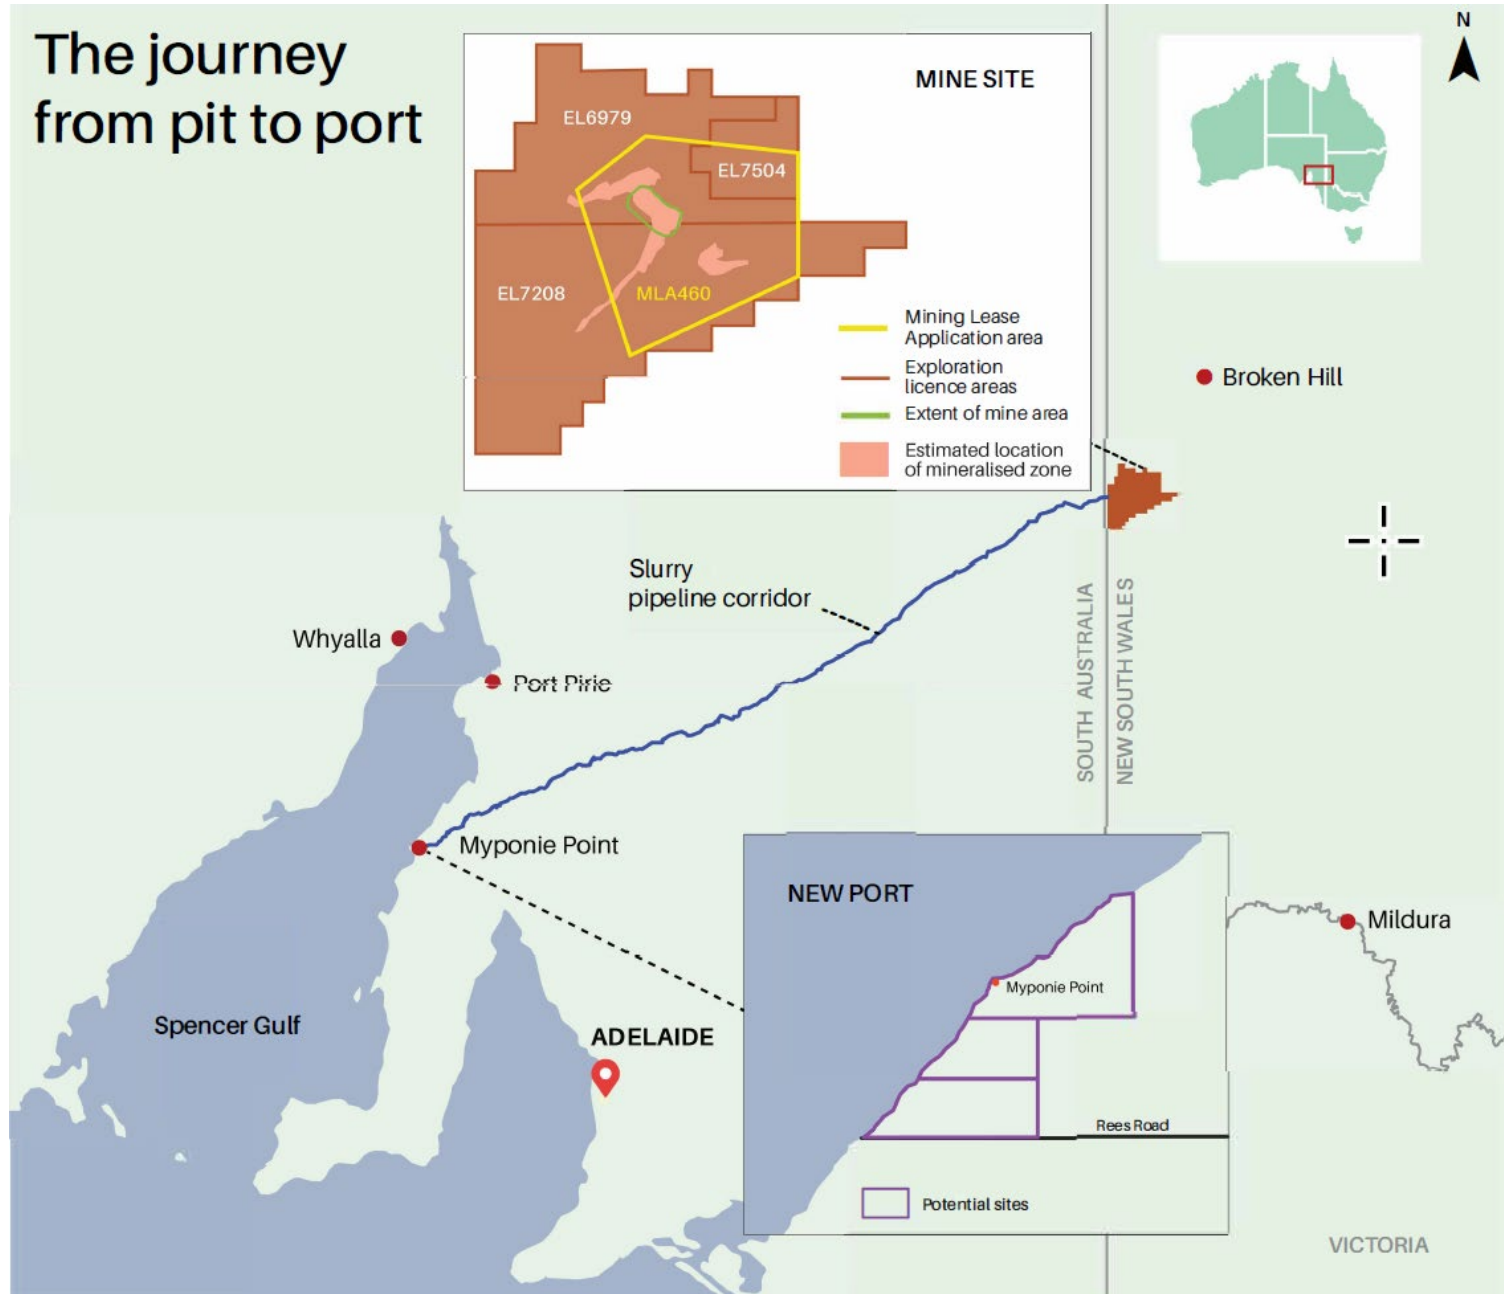 The journey
from pit to port
MINE SITE
EL6979
EL7504
EL7208
MLA460
Mining Lease
Application area
Exploration
licence areas
Extent of mine area
Estimated location
of mineralised zone
N
Broken Hill
Slurry
pipeline corridor
SOUTH AUSTRALIA
NEW SOUTH WALES
Whyalla
Port Pirie
Myponie Point
NEW PORT
Myponie Point
Rees Road
Potential sites
Mildura
Spencer Gulf
ADELAIDE
VICTORIA